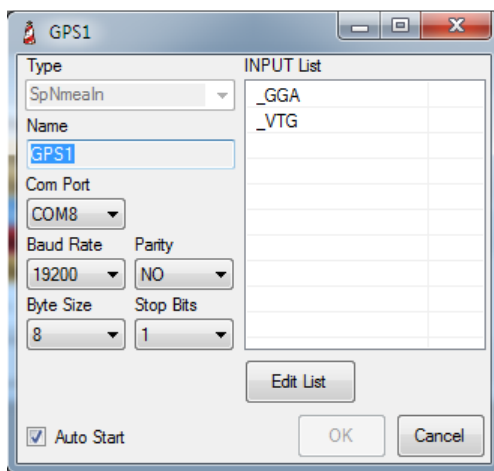 GPS1
Type
SpNmeaIn
Name
GPS1
Com Port
COM8
Baud Rate Parity
19200 NO
Byte Size Stop Bits
8 1
Auto Start
INPUT List
_GGA
_VTG
Edit List
OK Cancel